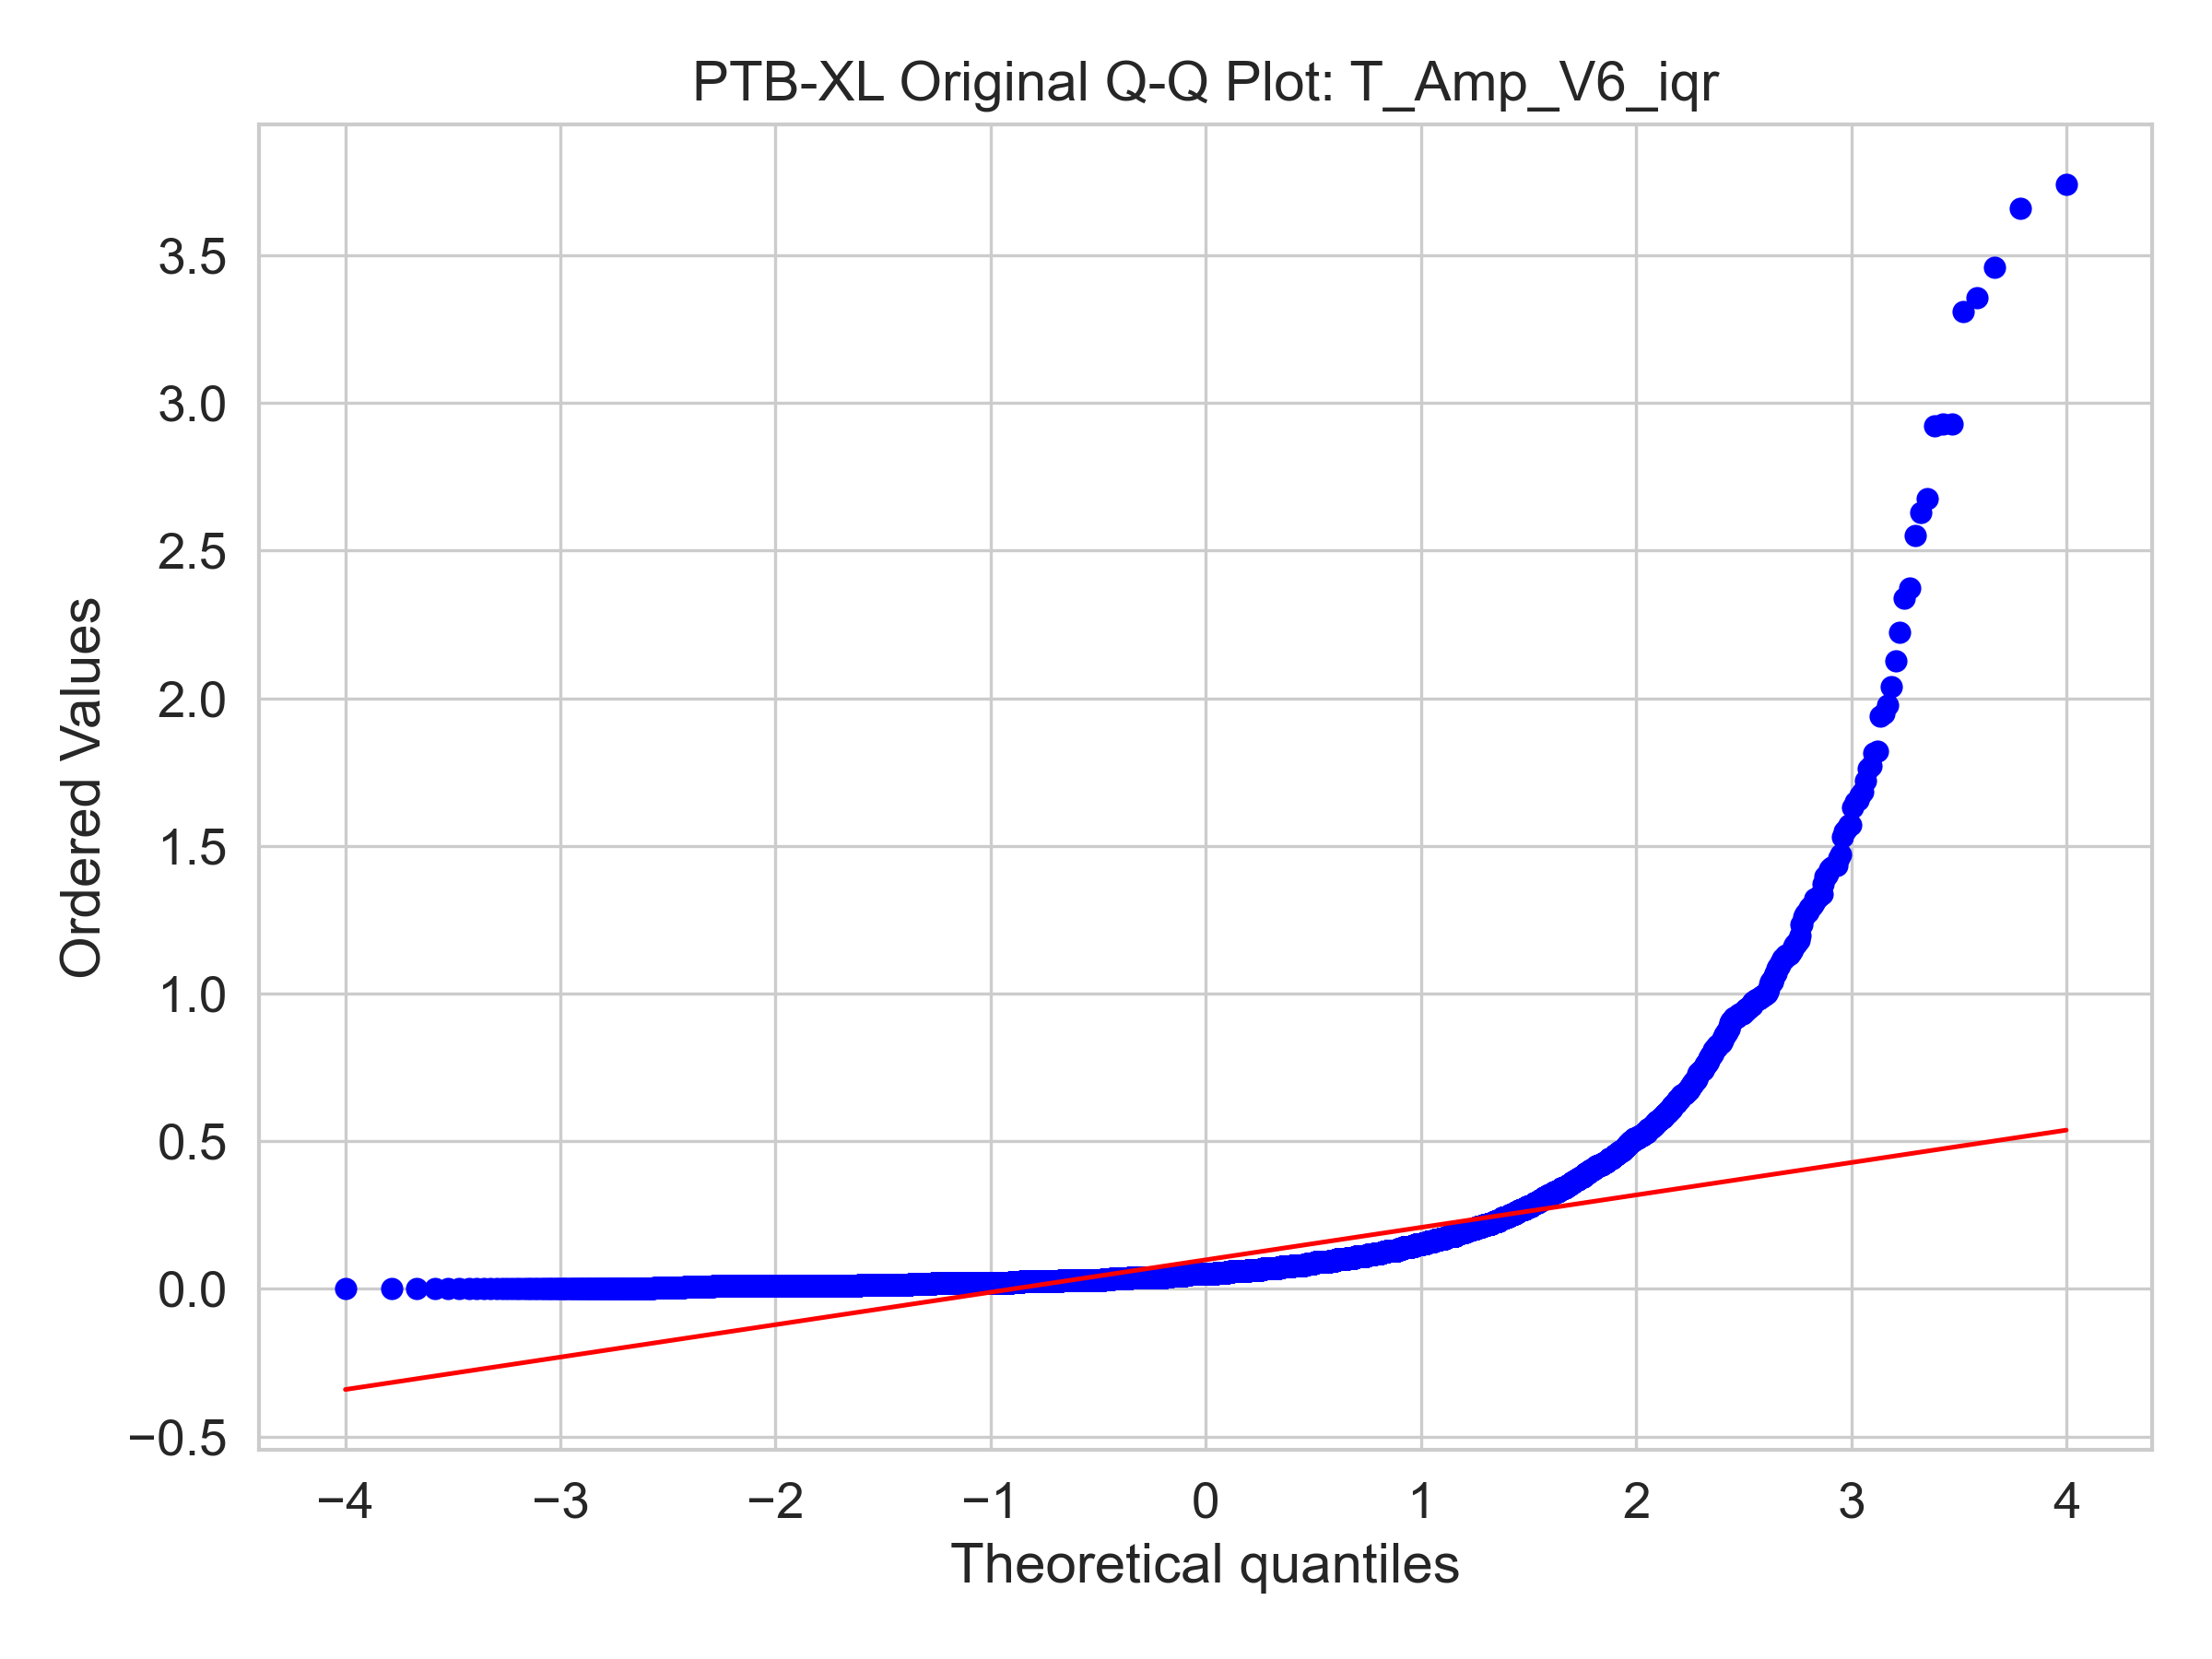 PTB-XL Original Q-Q Plot: T_Amp_V6_iqr
3.5
3.0
2.5
2.0
1.5
1.0
0.5
0.0
−0.5
Ordered Values
−4 −3 −2 −1 0 1 2 3 4
Theoretical quantiles